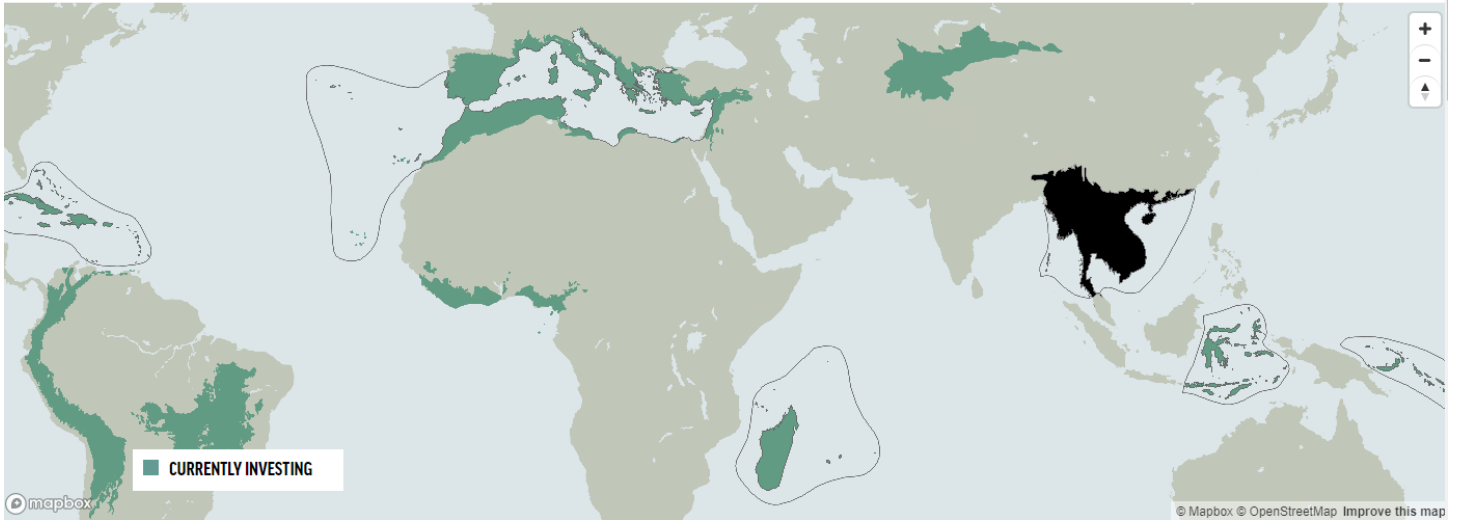 +
−
CURRENTLY INVESTING
mapbox
© Mapbox © OpenStreetMap Improve this map